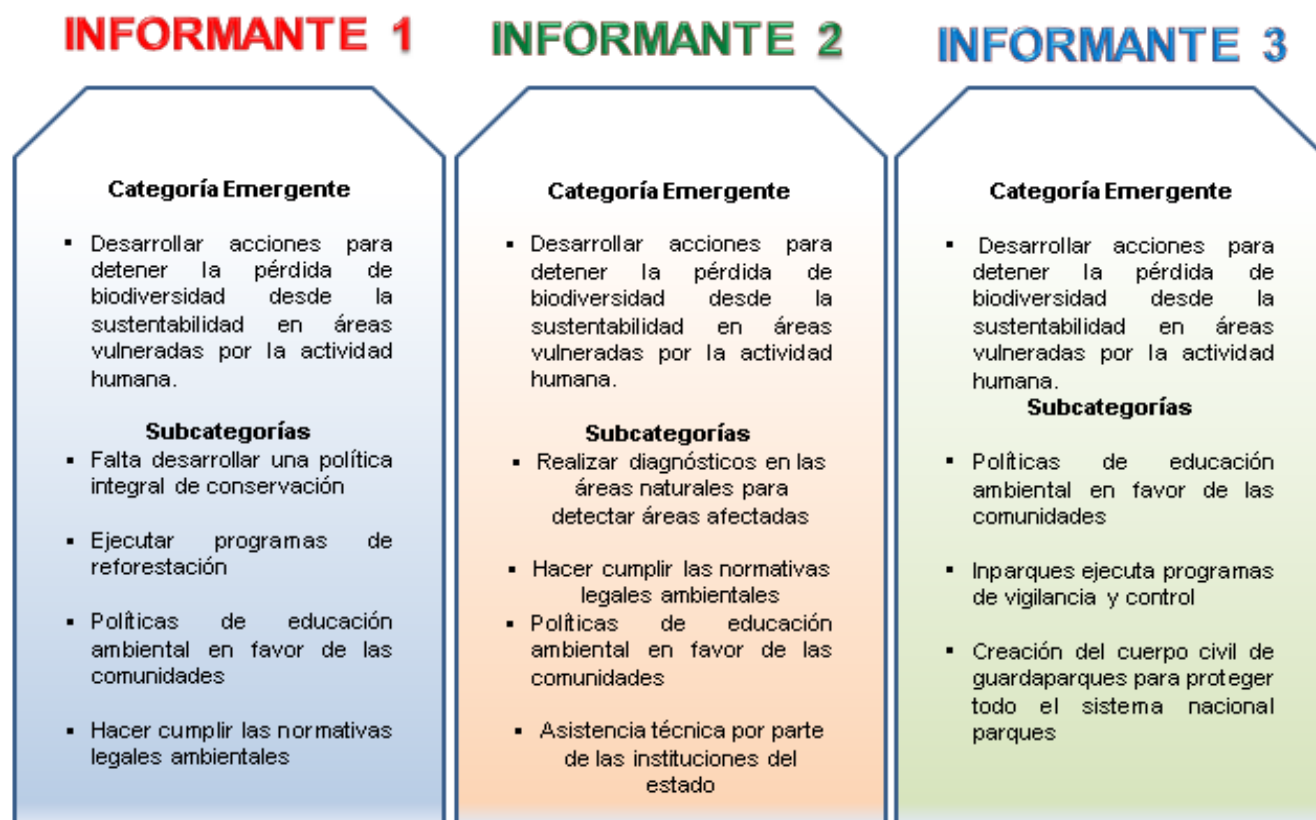 INFORMANTE 1
Categoría Emergente
▪ Desarrollar acciones para
detener la pérdida de
biodiversidad desde la
sustentabilidad en áreas
vulneradas por la actividad
humana.
Subcategorías
▪ Falta desarrollar una política
integral de conservación
▪ Ejecutar programas de
reforestación
▪ Políticas de educación
ambiental en favor de las
comunidades
▪ Hacer cumplir las normativas
legales ambientales
INFORMANTE 2
Categoría Emergente
▪ Desarrollar acciones para
detener la pérdida de
biodiversidad desde la
sustentabilidad en áreas
vulneradas por la actividad
humana.
Subcategorías
▪ Realizar diagnósticos en las
áreas naturales para
detectar áreas afectadas
▪ Hacer cumplir las normativas
legales ambientales
▪ Políticas de educación
ambiental en favor de las
comunidades
▪ Asistencia técnica por parte
de las instituciones del
estado
INFORMANTE 3
Categoría Emergente
▪ Desarrollar acciones para
detener la pérdida de
biodiversidad desde la
sustentabilidad en áreas
vulneradas por la actividad
humana.
Subcategorías
▪ Políticas de educación
ambiental en favor de las
comunidades
▪ Inparques ejecuta programas
de vigilancia y control
▪ Creación del cuerpo civil de
guardaparques para proteger
todo el sistema nacional
parques